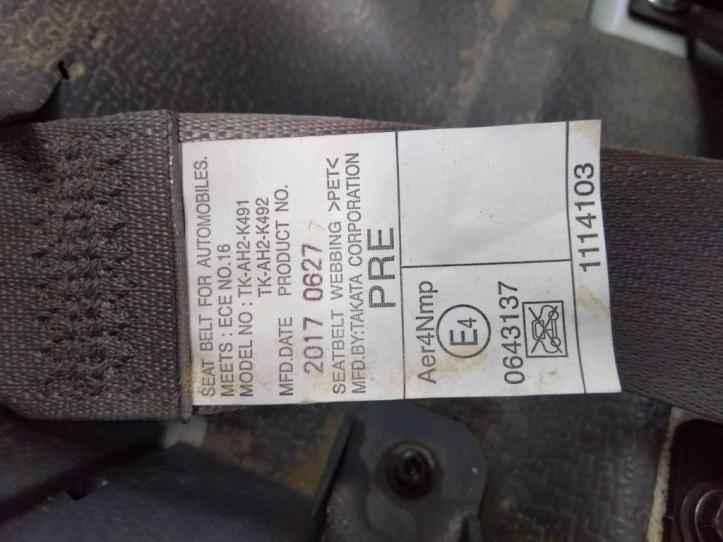 SEAT BELT FOR AUTOMOBILES.
MEETS : ECE NO.16
MODEL NO : TK-AH2-K491
TK-AH2-K492
MFD.DATE PRODUCT NO.
2017 0627 7
SEATBELT WEBBING >PET<
MFD.BY:TAKATA CORPORATION
PRE
Aer4Nmp
E4
0643137
1114103